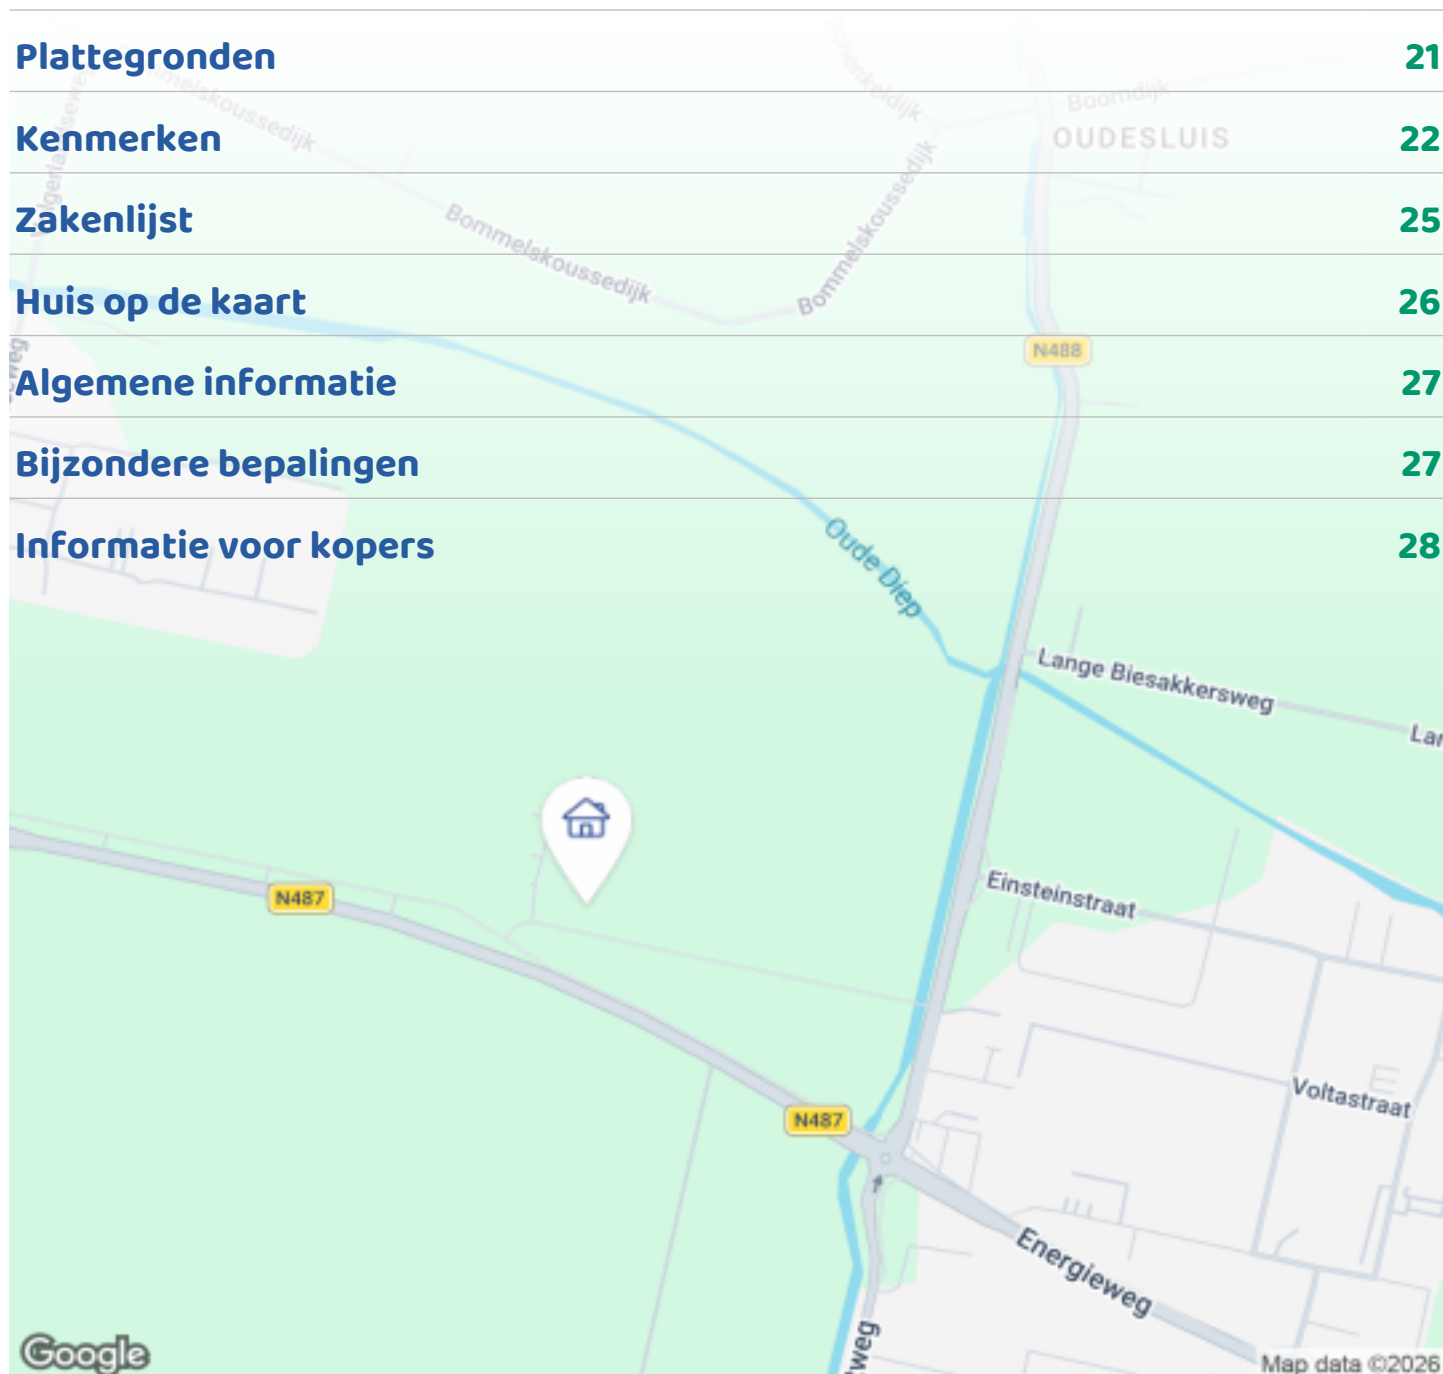 Plattegronden 21
Kenmerken 22
Zakenlijst 25
Huis op de kaart 26
Algemene informatie 27
Bijzondere bepalingen 27
Informatie voor kopers 28
Schenkeldijk
Boomdijk
OUDESLUIS
Bommelskoussedijk
Bommelskoussedijk
N488
Oude Diep
Lange Biesakkersweg
N487
Einsteinstraat
Voltastraat
N487
Energieweg
Google
Map data ©2026